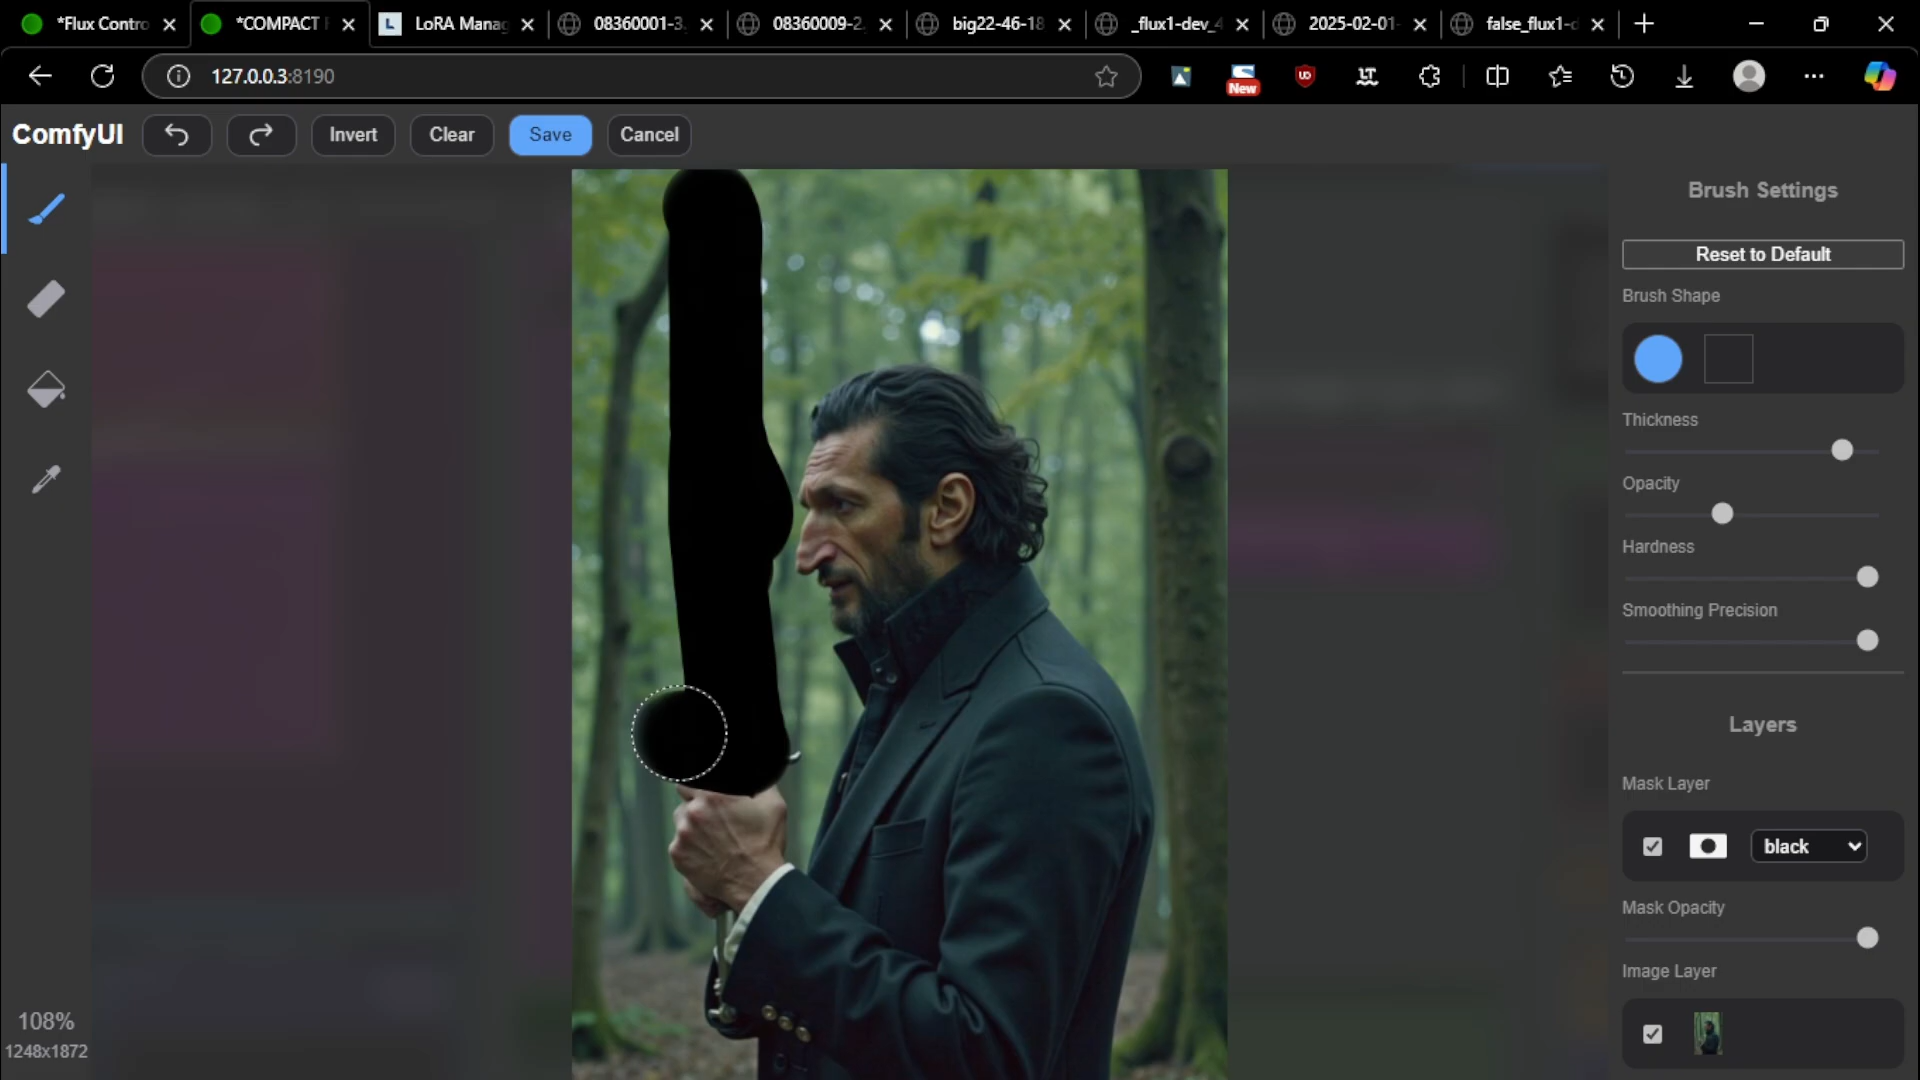 *Flux Contro
*COMPACT F
LoRA Manag
08360001-3.
08360009-2.
big22-46-18
_flux1-dev_4
2025-02-01-
false_flux1-d
127.0.0.3:8190
New
ComfyUI
Invert
Clear
Save
Cancel
Brush Settings
Reset to Default
Brush Shape
Thickness
Opacity
Hardness
Smoothing Precision
Layers
Mask Layer
black
Mask Opacity
Image Layer
108%
1248x1872